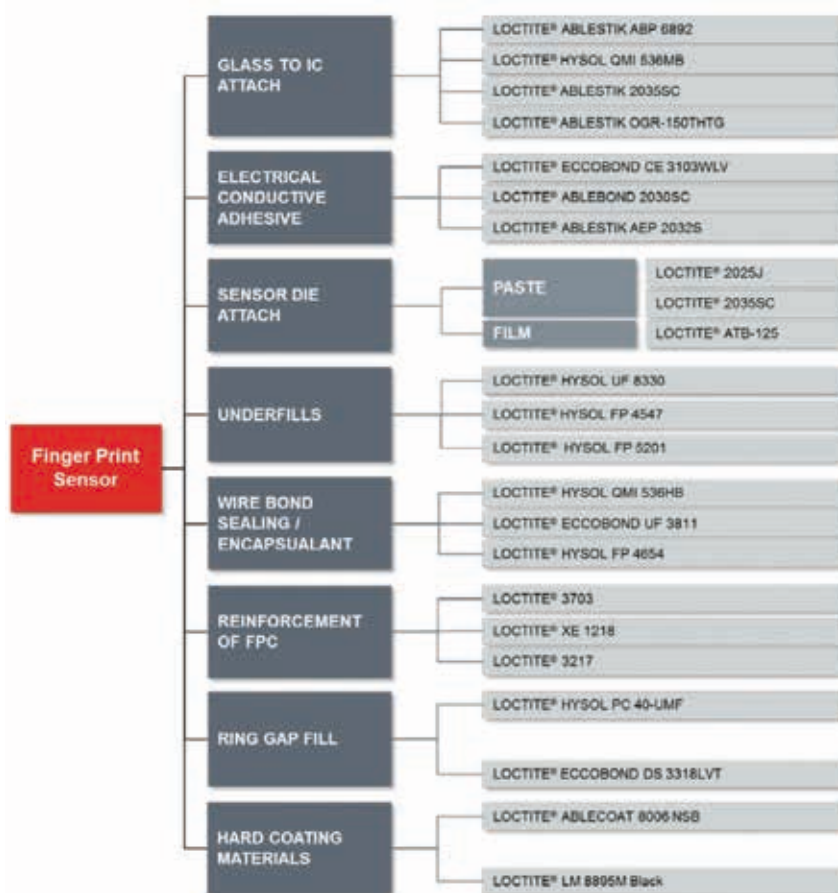 GLASS TO IC
ATTACH
LOCTITE® ABLESTIK ABP 6892
LOCTITE® HYSOL QMI 536MB
LOCTITE® ABLESTIK 2035SC
LOCTITE® ABLESTIK OGR-150THTG
ELECTRICAL
CONDUCTIVE
ADHESIVE
LOCTITE® ECCOBOND CE 3103WLV
LOCTITE® ABLEBOND 2030SC
LOCTITE® ABLESTIK AEP 2032S
SENSOR DIE
ATTACH
PASTE
LOCTITE® 2025J
LOCTITE® 2035SC
FILM
LOCTITE® ATB-125
UNDERFILLS
LOCTITE® HYSOL UF 8330
LOCTITE® HYSOL FP 4547
LOCTITE® HYSOL FP 5201
Finger Print
Sensor
WIRE BOND
SEALING /
ENCAPSUALANT
LOCTITE® HYSOL QMI 536HB
LOCTITE® ECCOBOND UF 3811
LOCTITE® HYSOL FP 4654
REINFORCEMENT
OF FPC
LOCTITE® 3703
LOCTITE® XE 1218
LOCTITE® 3217
RING GAP FILL
LOCTITE® HYSOL PC 40-UMF
LOCTITE® ECCOBOND DS 3318LVT
HARD COATING
MATERIALS
LOCTITE® ABLECOAT 8006 NSB
LOCTITE® LM 8895M Black